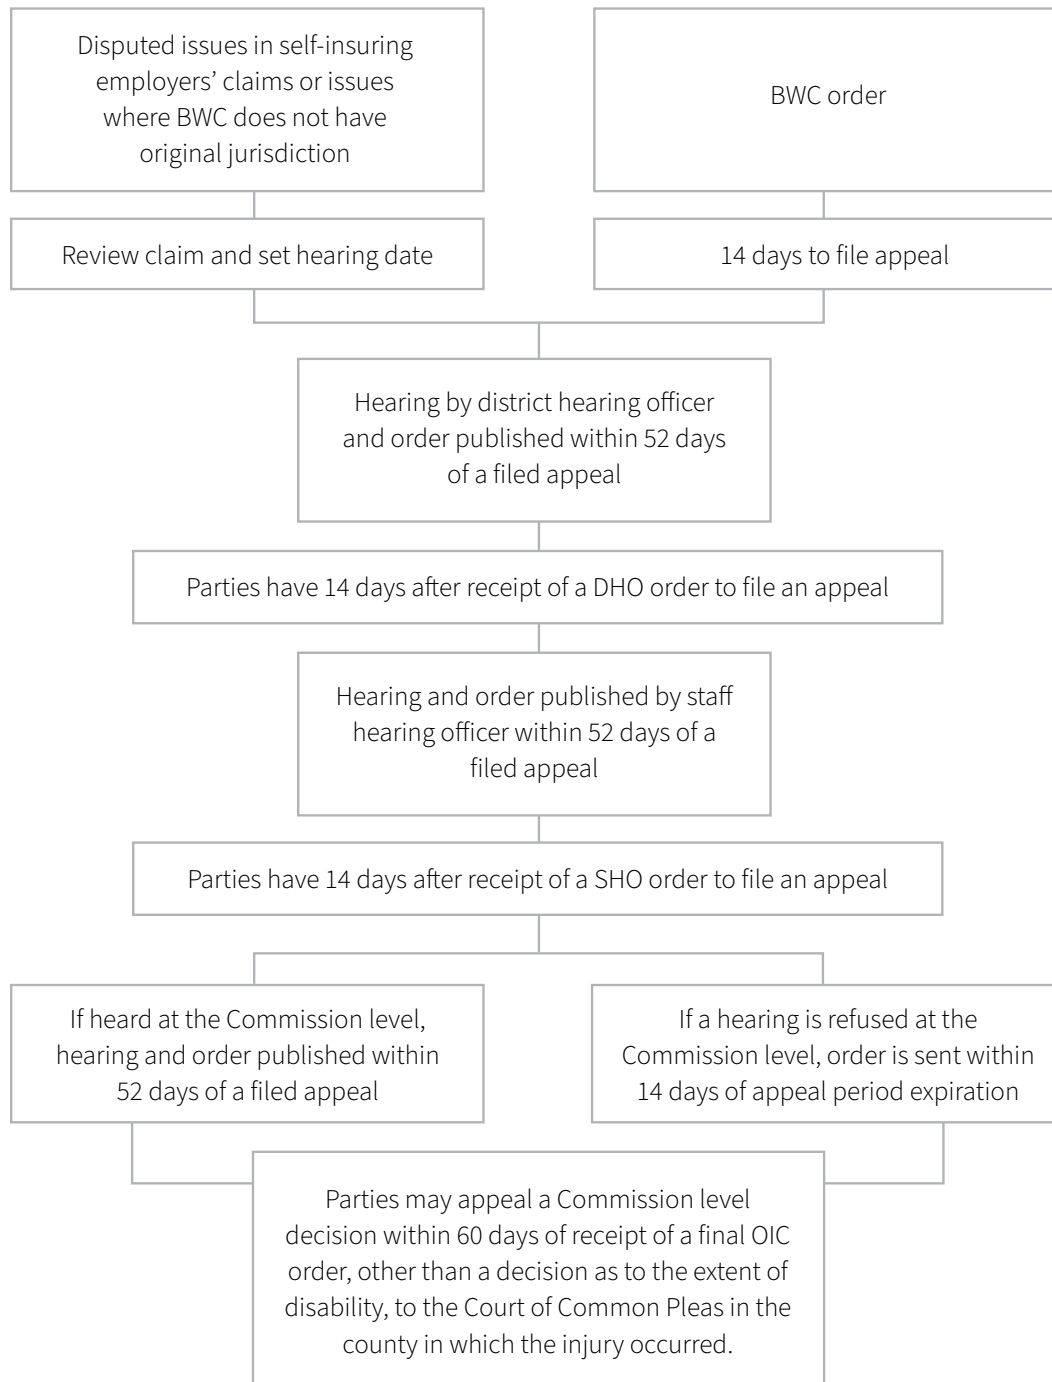 Disputed issues in self-insuring
employers’ claims or issues
where BWC does not have
original jurisdiction
BWC order
Review claim and set hearing date
14 days to file appeal
Hearing by district hearing officer
and order published within 52 days
of a filed appeal
Parties have 14 days after receipt of a DHO order to file an appeal
Hearing and order published by staff
hearing officer within 52 days of a
filed appeal
Parties have 14 days after receipt of a SHO order to file an appeal
If heard at the Commission level,
hearing and order published within
52 days of a filed appeal
If a hearing is refused at the
Commission level, order is sent within
14 days of appeal period expiration
Parties may appeal a Commission level
decision within 60 days of receipt of a final OIC
order, other than a decision as to the extent of
disability, to the Court of Common Pleas in the
county in which the injury occurred.